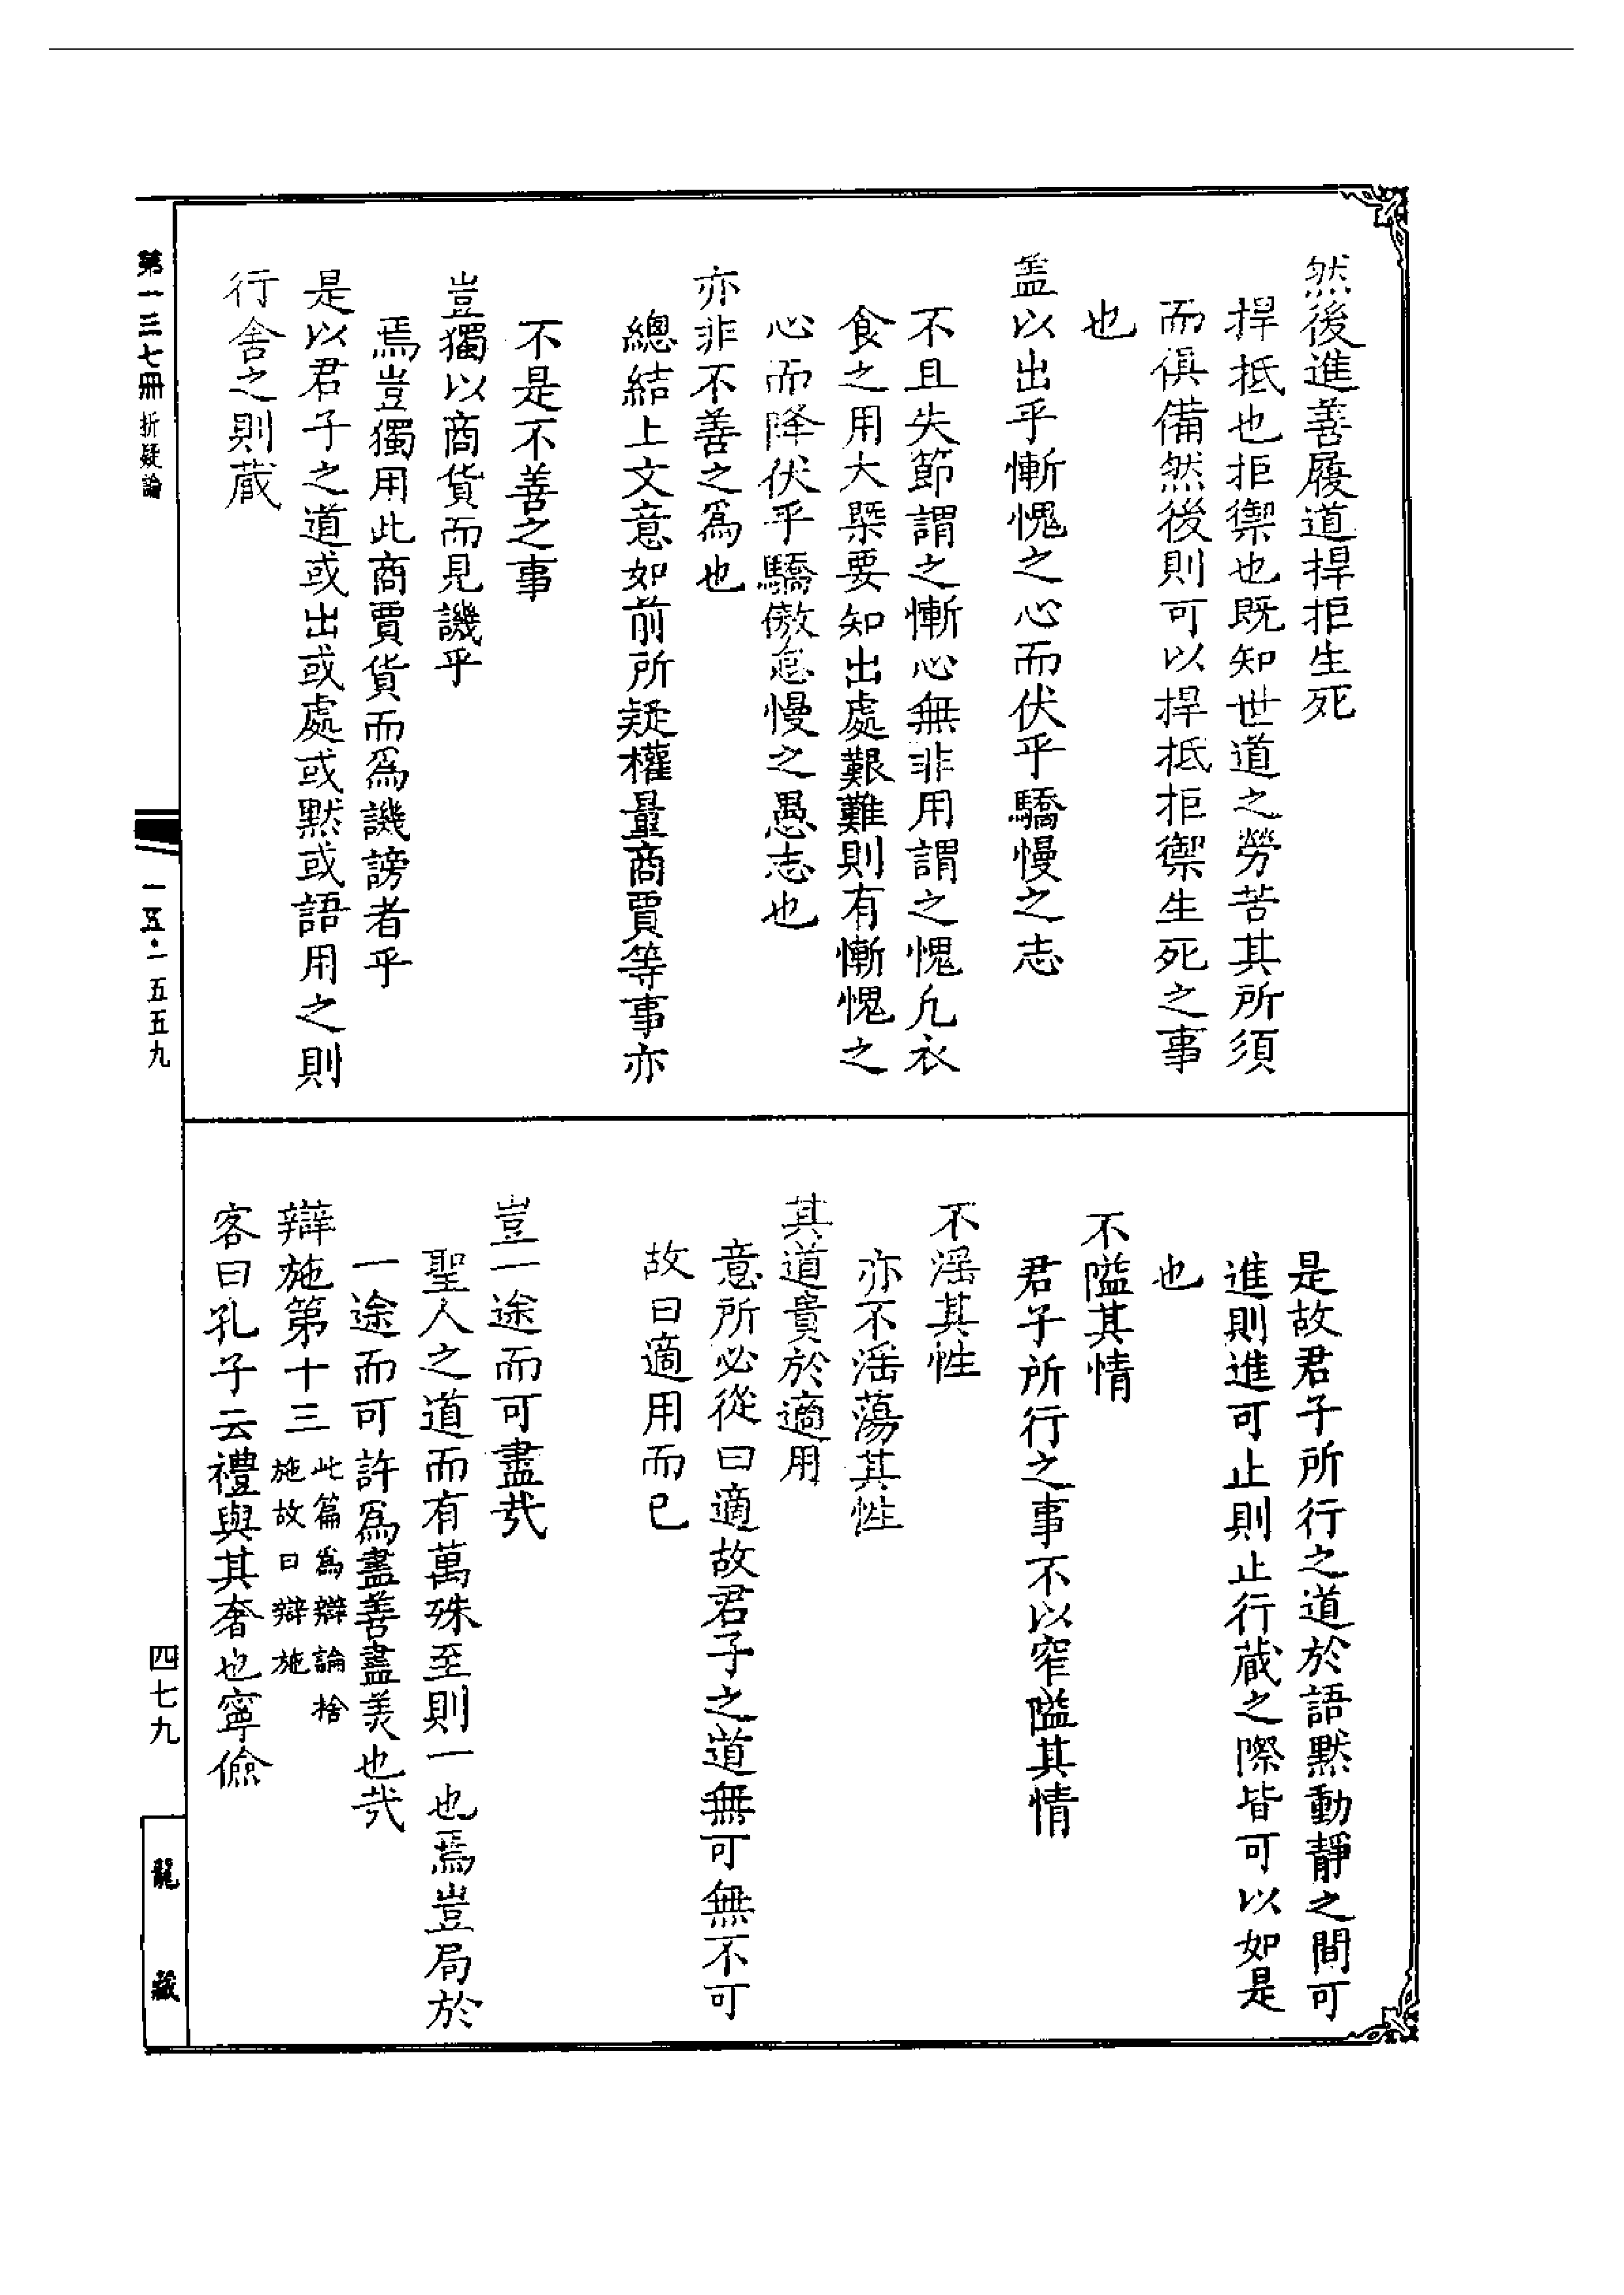 然後進善履道捍拒生死
捍抵也拒禦也既知世道之勞苦其所須
而俱備然後則可以捍抵拒禦生死之事
也
盖以出乎慚愧之心而伏乎驕慢之志
不且失節謂之慚心無非用謂之愧凢衣
食之用大槩要知出處艱難則有慚愧之
心而降伏乎驕傲怠慢之愚志也
亦非不善之爲也
總結上文意如前所疑權量商賈等事亦
不是不善之事
豈獨以商貨而見譏乎
焉豈獨用此商賈貨而爲譏謗者乎
是以君子之道或出或處或默或語用之則
行舍之則蔵
是故君子所行之道於語默動靜之間可
進則進可止則止行蔵之際皆可以如是
也
不隘其情
君子所行之事不以窄隘其情
不滛其性
亦不滛蕩其性
其道貴於適用
意所必從曰適故君子之道無可無不可
故曰適用而已
豈一途而可盡㢤
聖人之道而有萬殊至則一也焉豈局於
一途而可許爲盡善盡美也㢤
辯施第十三 此篇爲辯論捨
施故曰辯施
客曰孔子云禮與其奢也寧儉
第一三七册 折疑論
一五·一五五九
四七九
龍藏